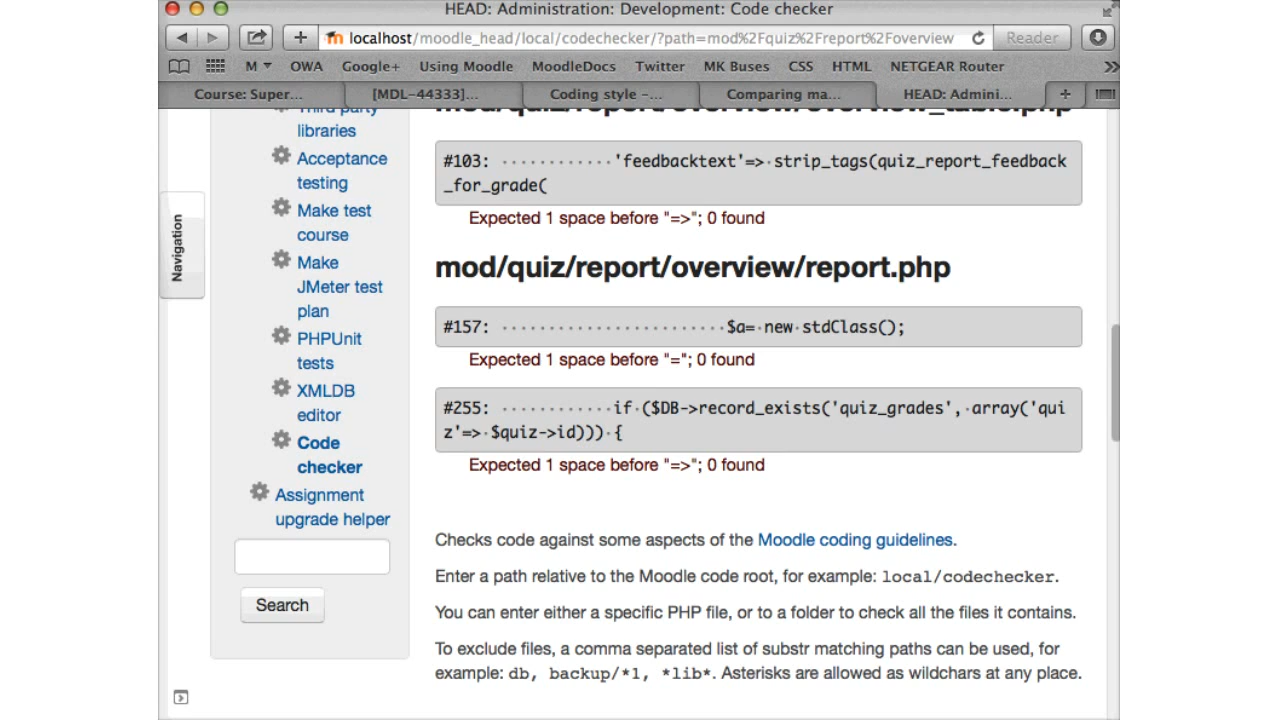 HEAD: Administration: Development: Code checker
localhost/moodle_head/local/codechecker/?path=mod%2Fquiz%2Freport%2Foverview
Reader
M OWA Google+ Using Moodle MoodleDocs Twitter MK Buses CSS HTML NETGEAR Router
Course: Super... [MDL-44333]... Coding style -... Comparing ma... HEAD: Admini...
Navigation
Third party
libraries
Acceptance
testing
Make test
course
Make
JMeter test
plan
PHPUnit
tests
XMLDB
editor
Code
checker
Assignment
upgrade helper
Search
mod/quiz/report/overview/overview_table.php
#103: ············'feedbacktext'=>·strip_tags(quiz_report_feedback
_for_grade(
Expected 1 space before "=>"; 0 found
mod/quiz/report/overview/report.php
#157: ························$a=·new·stdClass();
Expected 1 space before "="; 0 found
#255: ············if·($DB->record_exists('quiz_grades',·array('qui
z'=>·$quiz->id)))·{
Expected 1 space before "=>"; 0 found
Checks code against some aspects of the Moodle coding guidelines.
Enter a path relative to the Moodle code root, for example: local/codechecker.
You can enter either a specific PHP file, or to a folder to check all the files it contains.
To exclude files, a comma separated list of substr matching paths can be used, for
example: db, backup/*1, *lib*. Asterisks are allowed as wildchars at any place.